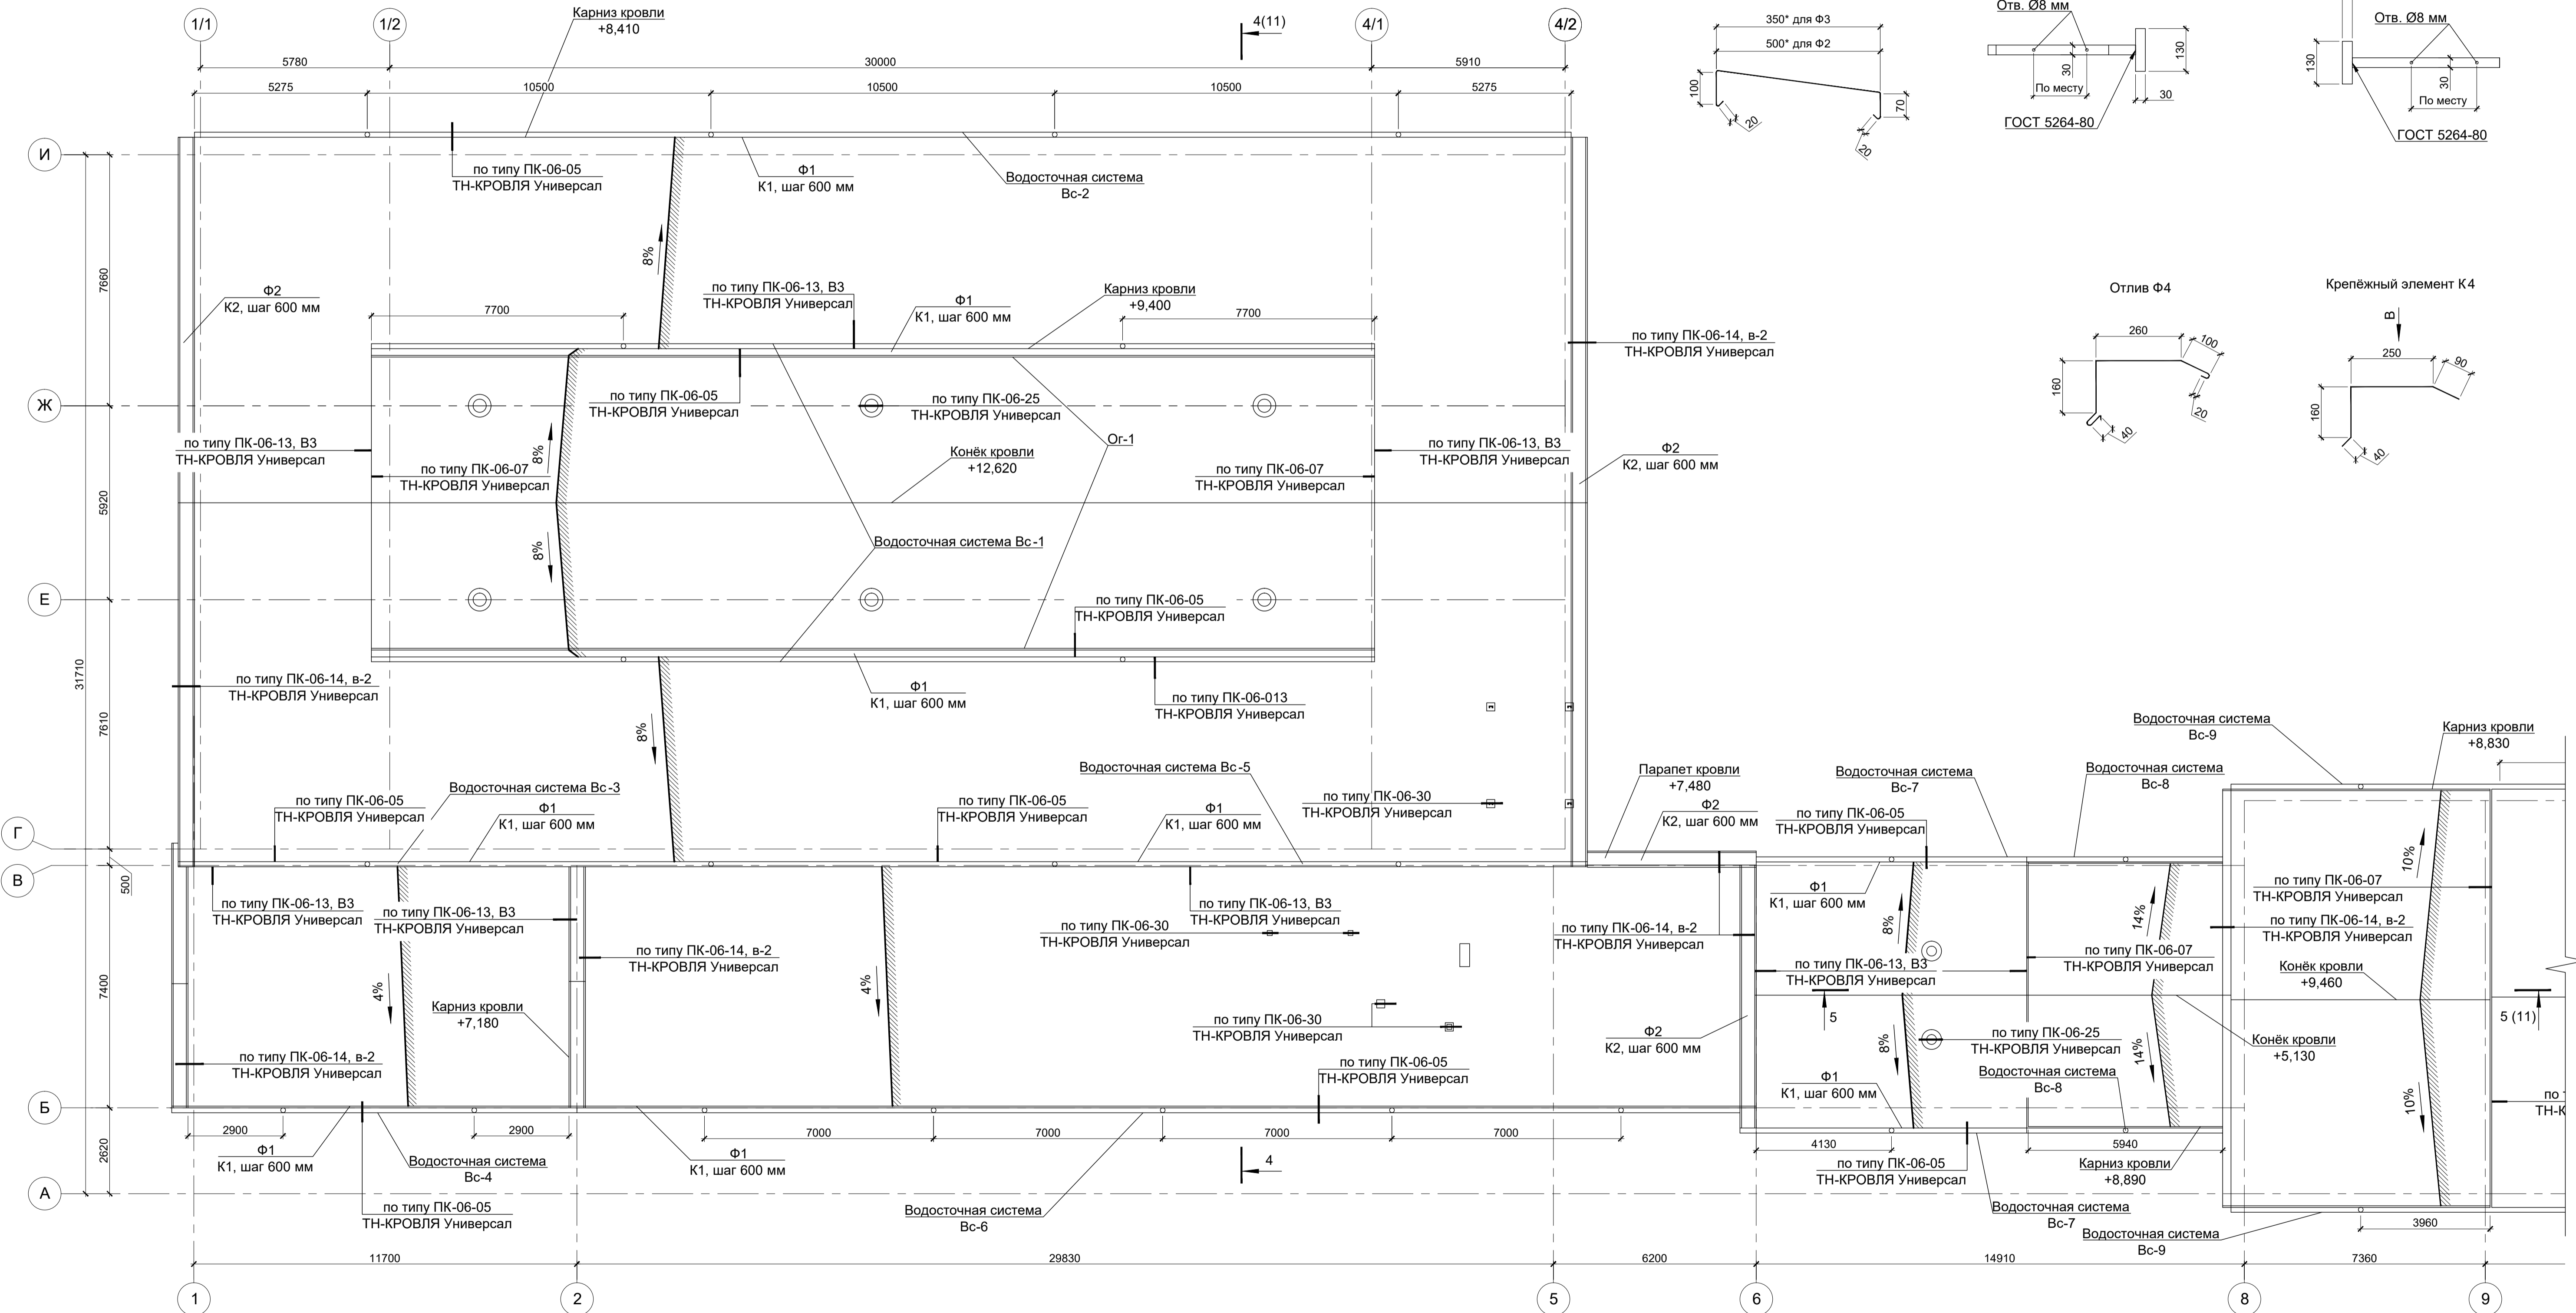 1/1
1/2
Карниз кровли
+8,410
4(11)
4/1
4/2
5780
30000
5910
5275
10500
10500
10500
5275
350* для Ф3
500* для Ф2
100
20
70
20
Отв. Ø8 мм
130
30
По месту
30
ГОСТ 5264-80
Отв. Ø8 мм
130
30
По месту
ГОСТ 5264-80
И
по типу ПК-06-05
ТН-КРОВЛЯ Универсал
Ф1
К1, шаг 600 мм
Водосточная система
Вс-2
8%
7660
Ф2
К2, шаг 600 мм
7700
по типу ПК-06-13, В3
ТН-КРОВЛЯ Универсал
Ф1
К1, шаг 600 мм
Карниз кровли
+9,400
7700
по типу ПК-06-14, в-2
ТН-КРОВЛЯ Универсал
Отлив Ф4
260
100
160
20
40
Крепёжный элемент К4
В
250
90
160
40
Ж
по типу ПК-06-05
ТН-КРОВЛЯ Универсал
по типу ПК-06-25
ТН-КРОВЛЯ Универсал
Ог-1
по типу ПК-06-13, В3
ТН-КРОВЛЯ Универсал
8%
по типу ПК-06-07
ТН-КРОВЛЯ Универсал
Конёк кровли
+12,620
по типу ПК-06-13, В3
ТН-КРОВЛЯ Универсал
по типу ПК-06-07
ТН-КРОВЛЯ Универсал
Ф2
К2, шаг 600 мм
5920
8%
Водосточная система Вс-1
Е
по типу ПК-06-05
ТН-КРОВЛЯ Универсал
31710
по типу ПК-06-14, в-2
ТН-КРОВЛЯ Универсал
Ф1
К1, шаг 600 мм
по типу ПК-06-013
ТН-КРОВЛЯ Универсал
7610
8%
Водосточная система
Вс-9
Карниз кровли
+8,830
Водосточная система Вс-3
Водосточная система Вс-5
Парапет кровли
+7,480
Водосточная система
Вс-7
Водосточная система
Вс-8
по типу ПК-06-05
ТН-КРОВЛЯ Универсал
Ф1
К1, шаг 600 мм
по типу ПК-06-05
ТН-КРОВЛЯ Универсал
Ф1
К1, шаг 600 мм
по типу ПК-06-30
ТН-КРОВЛЯ Универсал
Ф2
К2, шаг 600 мм
по типу ПК-06-05
ТН-КРОВЛЯ Универсал
Г
В
500
по типу ПК-06-13, В3
ТН-КРОВЛЯ Универсал
по типу ПК-06-13, В3
ТН-КРОВЛЯ Универсал
по типу ПК-06-13, В3
ТН-КРОВЛЯ Универсал
по типу ПК-06-30
ТН-КРОВЛЯ Универсал
по типу ПК-06-14, в-2
ТН-КРОВЛЯ Универсал
Ф1
К1, шаг 600 мм
8%
14%
10%
по типу ПК-06-07
ТН-КРОВЛЯ Универсал
по типу ПК-06-14, в-2
ТН-КРОВЛЯ Универсал
по типу ПК-06-14, в-2
ТН-КРОВЛЯ Универсал
по типу ПК-06-13, В3
ТН-КРОВЛЯ Универсал
по типу ПК-06-07
ТН-КРОВЛЯ Универсал
Конёк кровли
+9,460
7400
4%
4%
Карниз кровли
+7,180
по типу ПК-06-30
ТН-КРОВЛЯ Универсал
Ф2
К2, шаг 600 мм
5
5 (11)
8%
по типу ПК-06-25
ТН-КРОВЛЯ Универсал
14%
Конёк кровли
+5,130
по типу ПК-06-14, в-2
ТН-КРОВЛЯ Универсал
по типу ПК-06-05
ТН-КРОВЛЯ Универсал
Ф1
К1, шаг 600 мм
Водосточная система
Вс-8
10%
Б
2900
2900
7000
7000
7000
7000
2620
Ф1
К1, шаг 600 мм
Водосточная система
Вс-4
Ф1
К1, шаг 600 мм
4
4130
5940
по типу ПК-06-05
ТН-КРОВЛЯ Универсал
Карниз кровли
+8,890
А
по типу ПК-06-05
ТН-КРОВЛЯ Универсал
Водосточная система
Вс-6
Водосточная система
Вс-7
Водосточная система
Вс-9
3960
11700
29830
6200
14910
7360
1
2
5
6
8
9